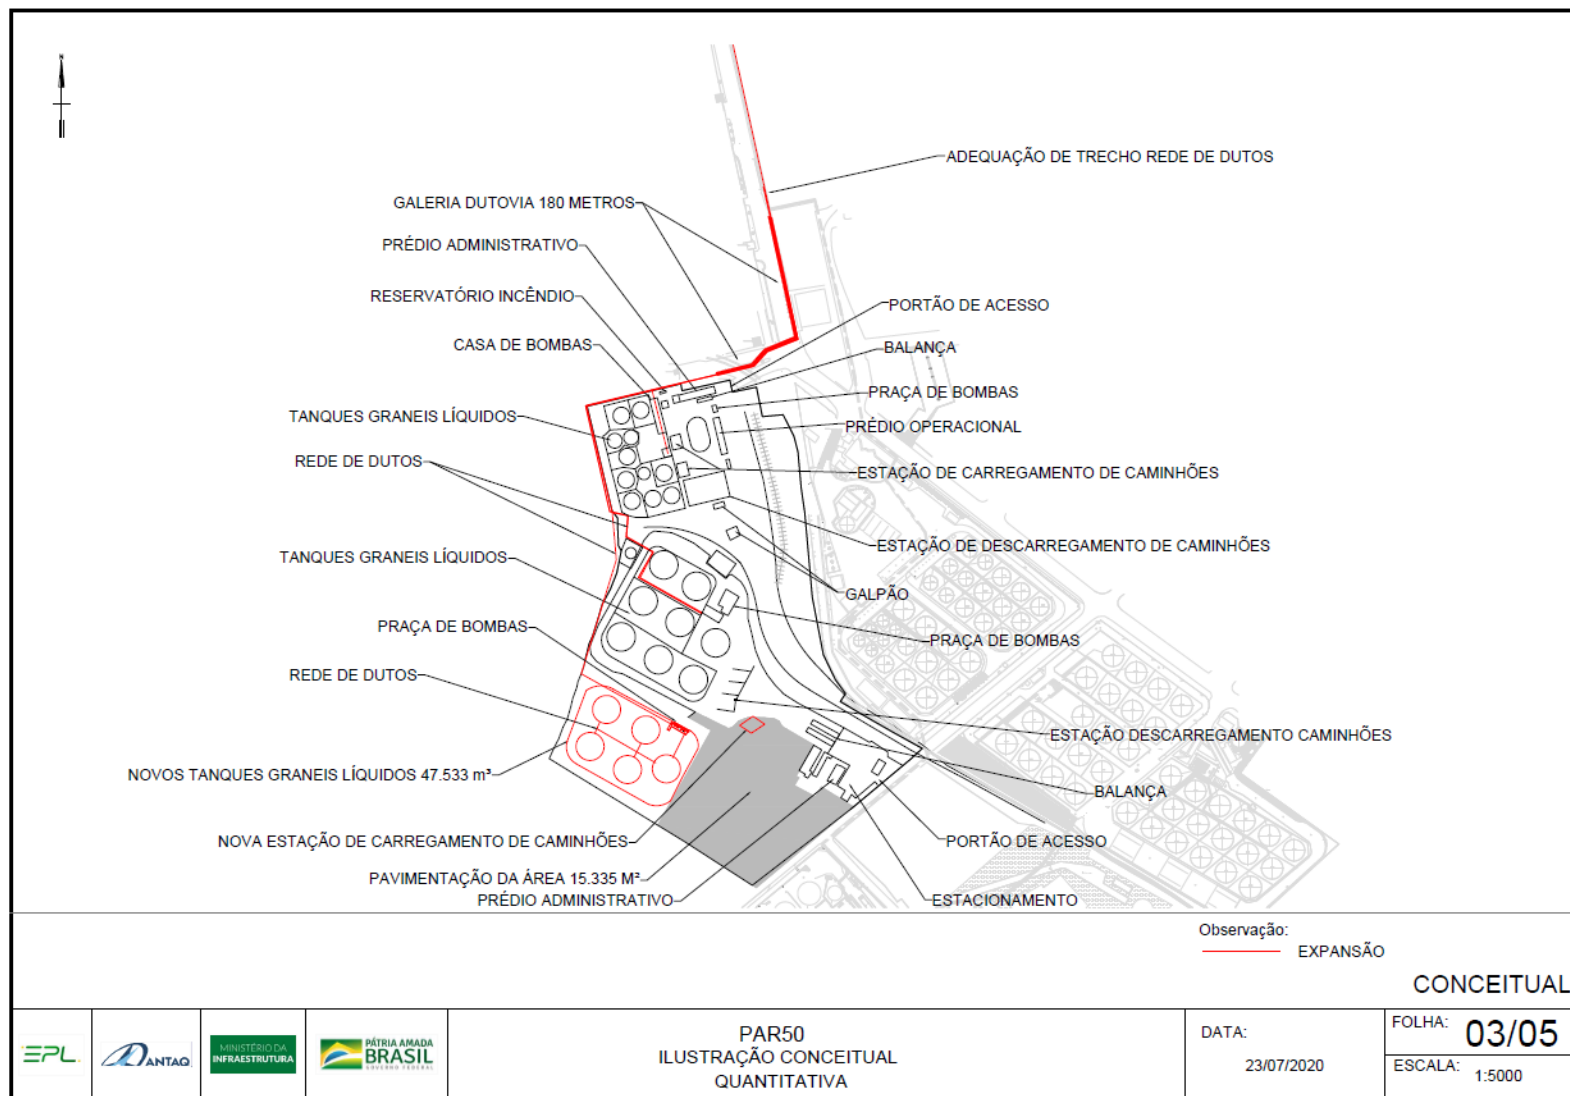 N
ADEQUAÇÃO DE TRECHO REDE DE DUTOS
GALERIA DUTOVIA 180 METROS
PRÉDIO ADMINISTRATIVO
RESERVATÓRIO INCÊNDIO
PORTÃO DE ACESSO
CASA DE BOMBAS
BALANÇA
PRAÇA DE BOMBAS
TANQUES GRANEIS LÍQUIDOS
PRÉDIO OPERACIONAL
REDE DE DUTOS
ESTAÇÃO DE CARREGAMENTO DE CAMINHÕES
ESTAÇÃO DE DESCARREGAMENTO DE CAMINHÕES
TANQUES GRANEIS LÍQUIDOS
GALPÃO
PRAÇA DE BOMBAS
PRAÇA DE BOMBAS
REDE DE DUTOS
ESTAÇÃO DESCARREGAMENTO CAMINHÕES
NOVOS TANQUES GRANEIS LÍQUIDOS 47.533 m³
BALANÇA
NOVA ESTAÇÃO DE CARREGAMENTO DE CAMINHÕES
PORTÃO DE ACESSO
PAVIMENTAÇÃO DA ÁREA 15.335 M²
PRÉDIO ADMINISTRATIVO
ESTACIONAMENTO
Observação:
EXPANSÃO
CONCEITUAL
EPL
ANTAQ
MINISTÉRIO DA
INFRAESTRUTURA
PÁTRIA AMADA
BRASIL
GOVERNO FEDERAL
PAR50
ILUSTRAÇÃO CONCEITUAL
QUANTITATIVA
DATA:
23/07/2020
FOLHA: 03/05
ESCALA: 1:5000